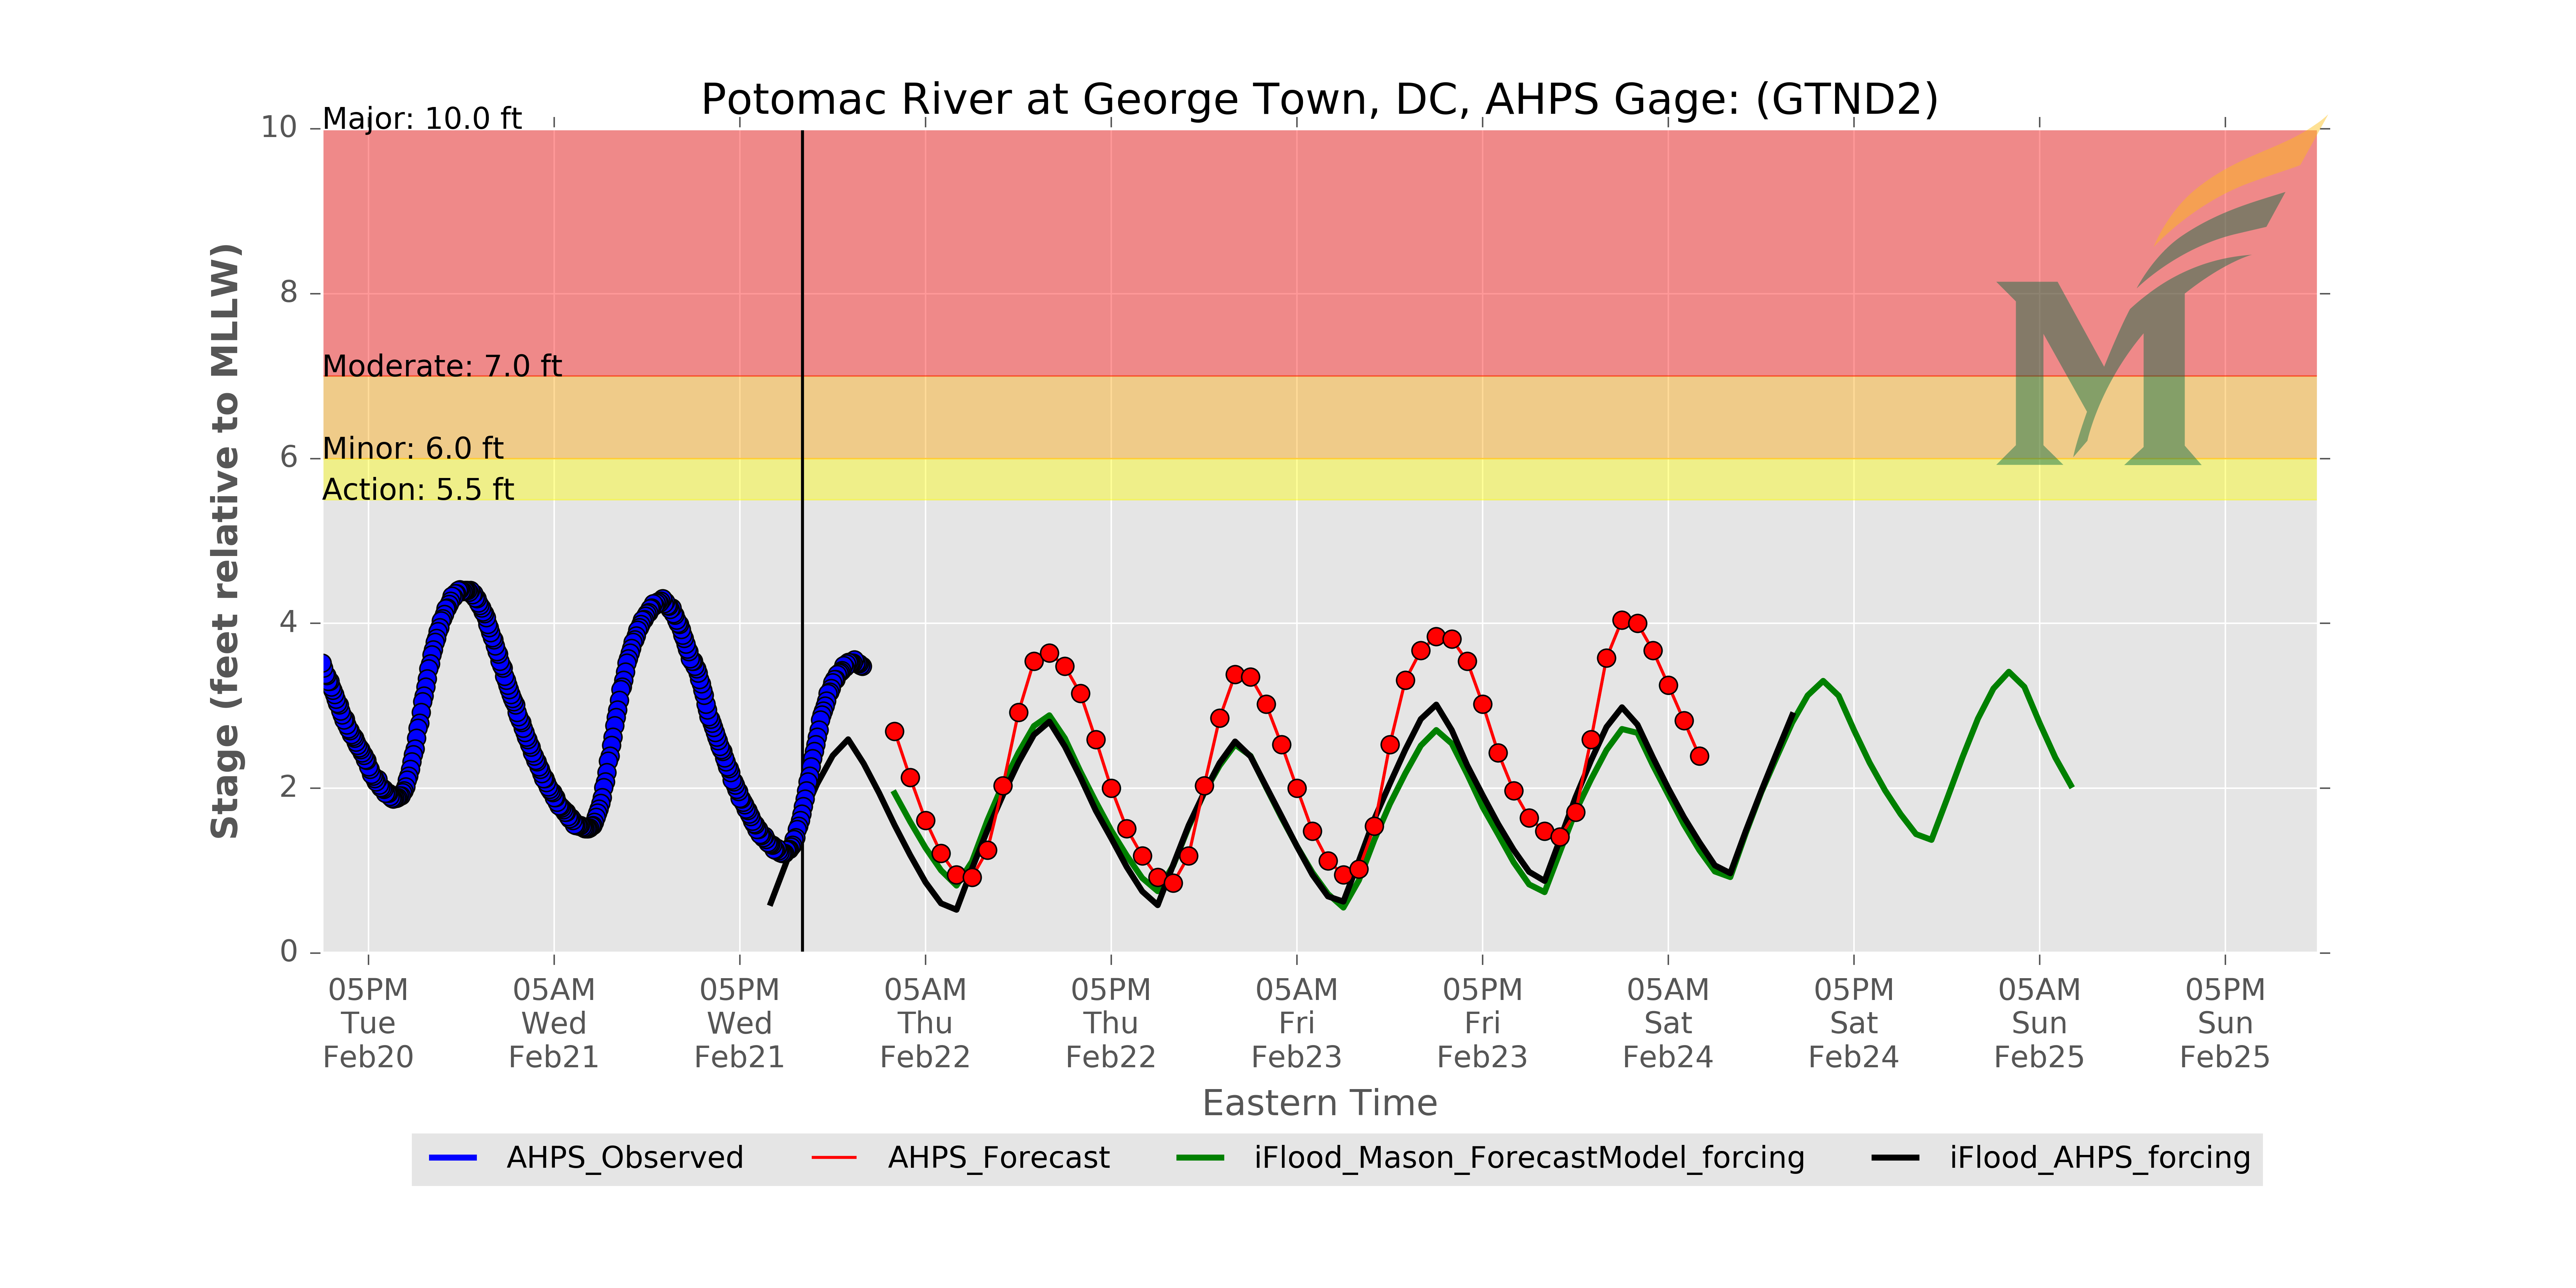 Potomac River at George Town, DC, AHPS Gage: (GTND2)
Major: 10.0 ft
Moderate: 7.0 ft
Minor: 6.0 ft
Action: 5.5 ft
10
8
6
4
2
0
Stage (feet relative to MLLW)
05PM 05AM 05PM 05AM 05PM 05AM 05PM 05AM 05PM 05AM 05PM
Tue Wed Wed Thu Thu Fri Fri Sat Sat Sun Sun
Feb20 Feb21 Feb21 Feb22 Feb22 Feb23 Feb23 Feb24 Feb24 Feb25 Feb25
Eastern Time
AHPS_Observed AHPS_Forecast iFlood_Mason_ForecastModel_forcing iFlood_AHPS_forcing
M